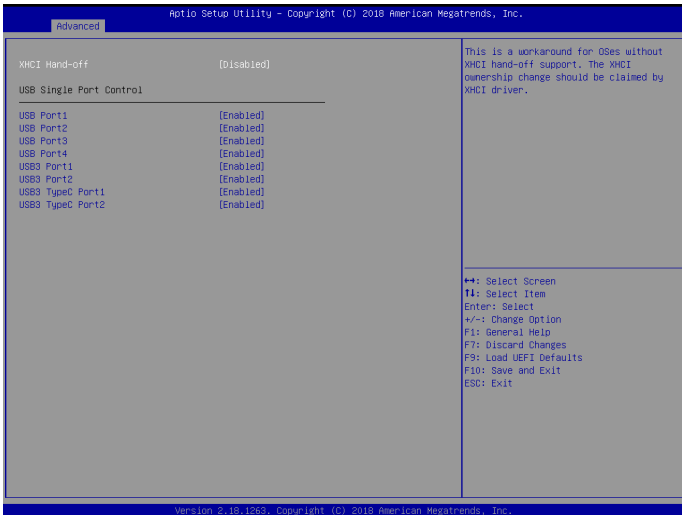 Aptio Setup Utility – Copyright (C) 2018 American Megatrends, Inc.
Advanced
XHCI Hand-off [Disabled]
USB Single Port Control
USB Port1 [Enabled]
USB Port2 [Enabled]
USB Port3 [Enabled]
USB Port4 [Enabled]
USB3 Port1 [Enabled]
USB3 Port2 [Enabled]
USB3 TypeC Port1 [Enabled]
USB3 TypeC Port2 [Enabled]
This is a workaround for OSes without
XHCI hand-off support. The XHCI
ownership change should be claimed by
XHCI driver.
↔: Select Screen
↑↓: Select Item
Enter: Select
+/-: Change Option
F1: General Help
F7: Discard Changes
F9: Load UEFI Defaults
F10: Save and Exit
ESC: Exit
Version 2.18.1263. Copyright (C) 2018 American Megatrends, Inc.